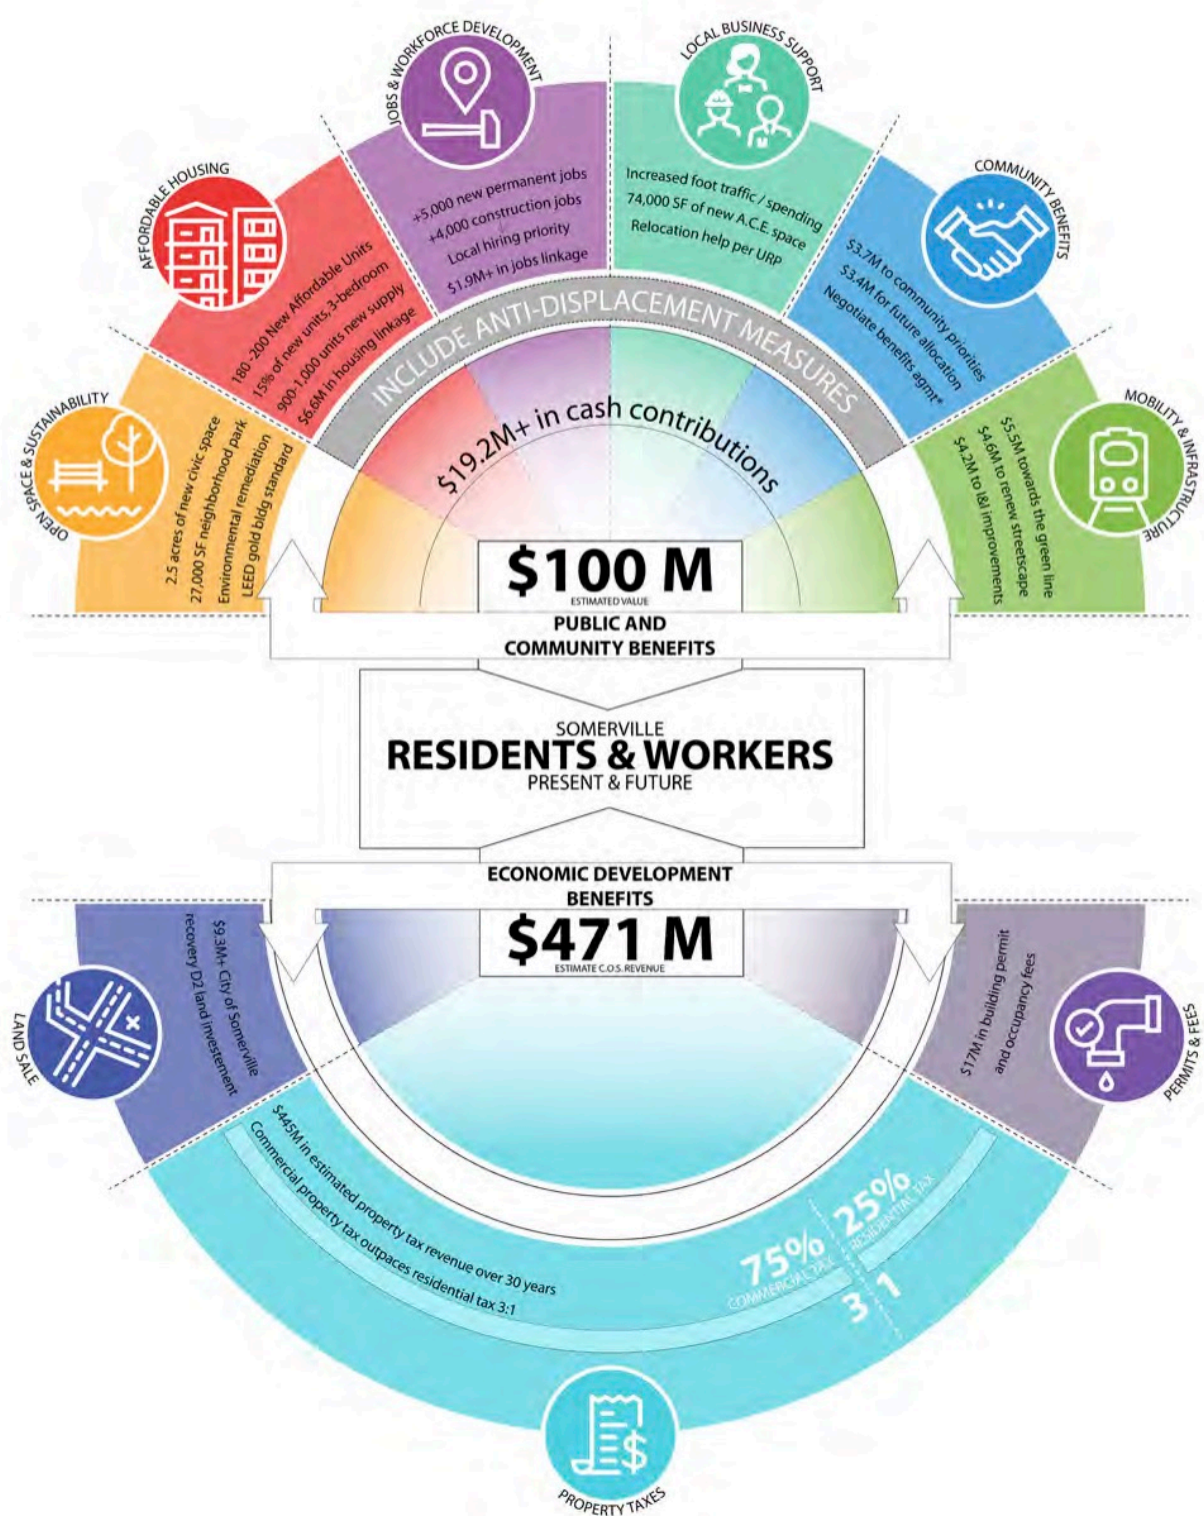 OPEN SPACE & SUSTAINABILITY
2.5 acres of new civic space
27,000 SF neighborhood park
Environmental remediation
LEED gold bldg standard
AFFORDABLE HOUSING
180 - 200 New Affordable Units
15% of new units, 3-bedroom
900-1,000 units new supply
$6.6M in housing linkage
JOBS & WORKFORCE DEVELOPMENT
+5,000 new permanent jobs
+4,000 construction jobs
Local hiring priority
$1.9M+ in jobs linkage
LOCAL BUSINESS SUPPORT
Increased foot traffic / spending
74,000 SF of new A.C.E. space
Relocation help per URP
COMMUNITY BENEFITS
$3.7M to community priorities
$3.4M for future allocation
Negotiate benefits agmt*
MOBILITY & INFRASTRUCTURE
$5.5M towards the green line
$4.6M to renew streetscape
$4.2M to I&I improvements
INCLUDE ANTI-DISPLACEMENT MEASURES
$19.2M+ in cash contributions
$100 M
ESTIMATED VALUE
PUBLIC AND
COMMUNITY BENEFITS
SOMERVILLE
RESIDENTS & WORKERS
PRESENT & FUTURE
ECONOMIC DEVELOPMENT
BENEFITS
$471 M
ESTIMATE C.O.S. REVENUE
LAND SALE
$9.3M+ City of Somerville
recovery D2 land investement
$17M in building permit
and occupancy fees
PERMITS & FEES
$445M in estimated property tax revenue over 30 years
Commercial property tax outpaces residential tax 3:1
75%
COMMERCIAL TAX
25%
RESIDENTIAL TAX
3 1
PROPERTY TAXES